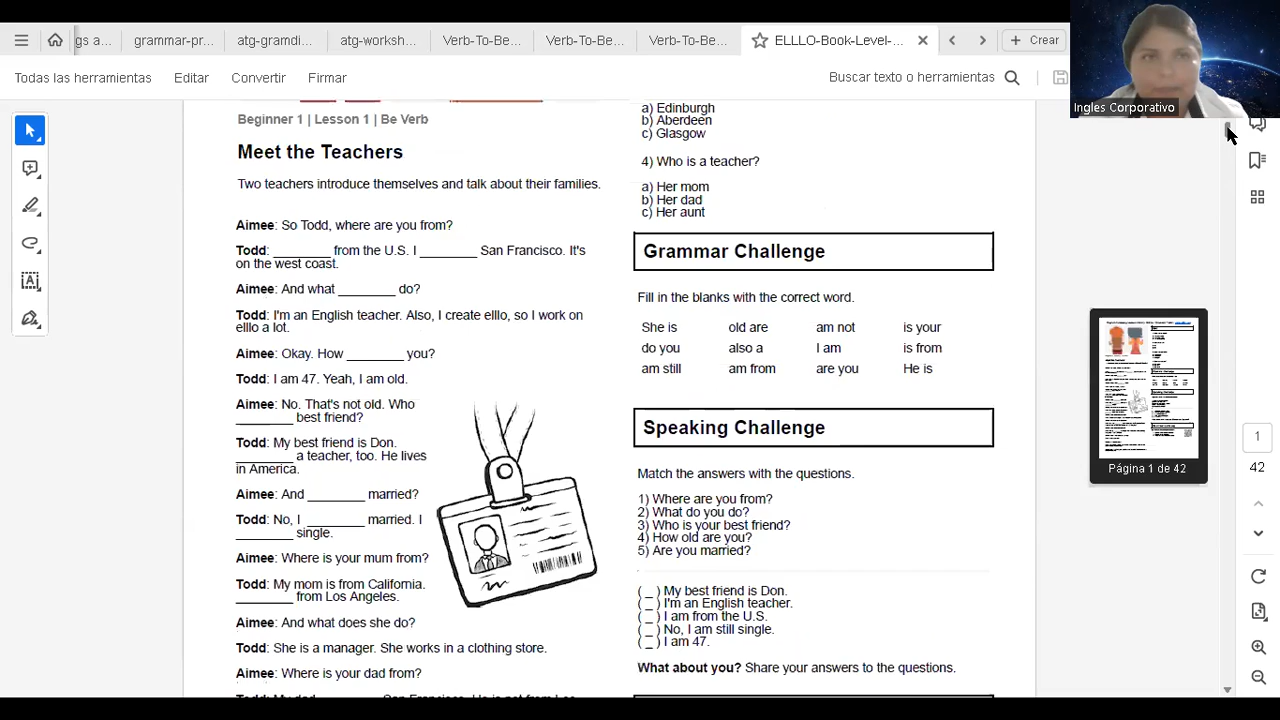 gs a...
grammar-pr...
atg-gramdi...
atg-worksh...
Verb-To-Be...
Verb-To-Be...
Verb-To-Be...
ELLLO-Book-Level-...
Crear
Todas las herramientas
Editar
Convertir
Firmar
Buscar texto o herramientas
Ingles Corporativo
Beginner 1 | Lesson 1 | Be Verb
Meet the Teachers
Two teachers introduce themselves and talk about their families.
Aimee: So Todd, where are you from?
Todd: ________ from the U.S. I ________ San Francisco. It's
on the west coast.
Aimee: And what ________ do?
Todd: I'm an English teacher. Also, I create elllo, so I work on
elllo a lot.
Aimee: Okay. How ________ you?
Todd: I am 47. Yeah, I am old.
Aimee: No. That's not old. Who
________ best friend?
Todd: My best friend is Don.
________ a teacher, too. He lives
in America.
Aimee: And ________ married?
Todd: No, I ________ married. I
________ single.
Aimee: Where is your mum from?
Todd: My mom is from California.
________ from Los Angeles.
Aimee: And what does she do?
Todd: She is a manager. She works in a clothing store.
Aimee: Where is your dad from?
Todd: My dad ________ San Francisco. He is not from Los
a) Edinburgh
b) Aberdeen
c) Glasgow
4) Who is a teacher?
a) Her mom
b) Her dad
c) Her aunt
Grammar Challenge
Fill in the blanks with the correct word.
She is old are am not is your
do you also a I am is from
am still am from are you He is
Speaking Challenge
Match the answers with the questions.
1) Where are you from?
2) What do you do?
3) Who is your best friend?
4) How old are you?
5) Are you married?
( _ ) My best friend is Don.
( _ ) I'm an English teacher.
( _ ) I am from the U.S.
( _ ) No, I am still single.
( _ ) I am 47.
What about you? Share your answers to the questions.
Página 1 de 42
1
42